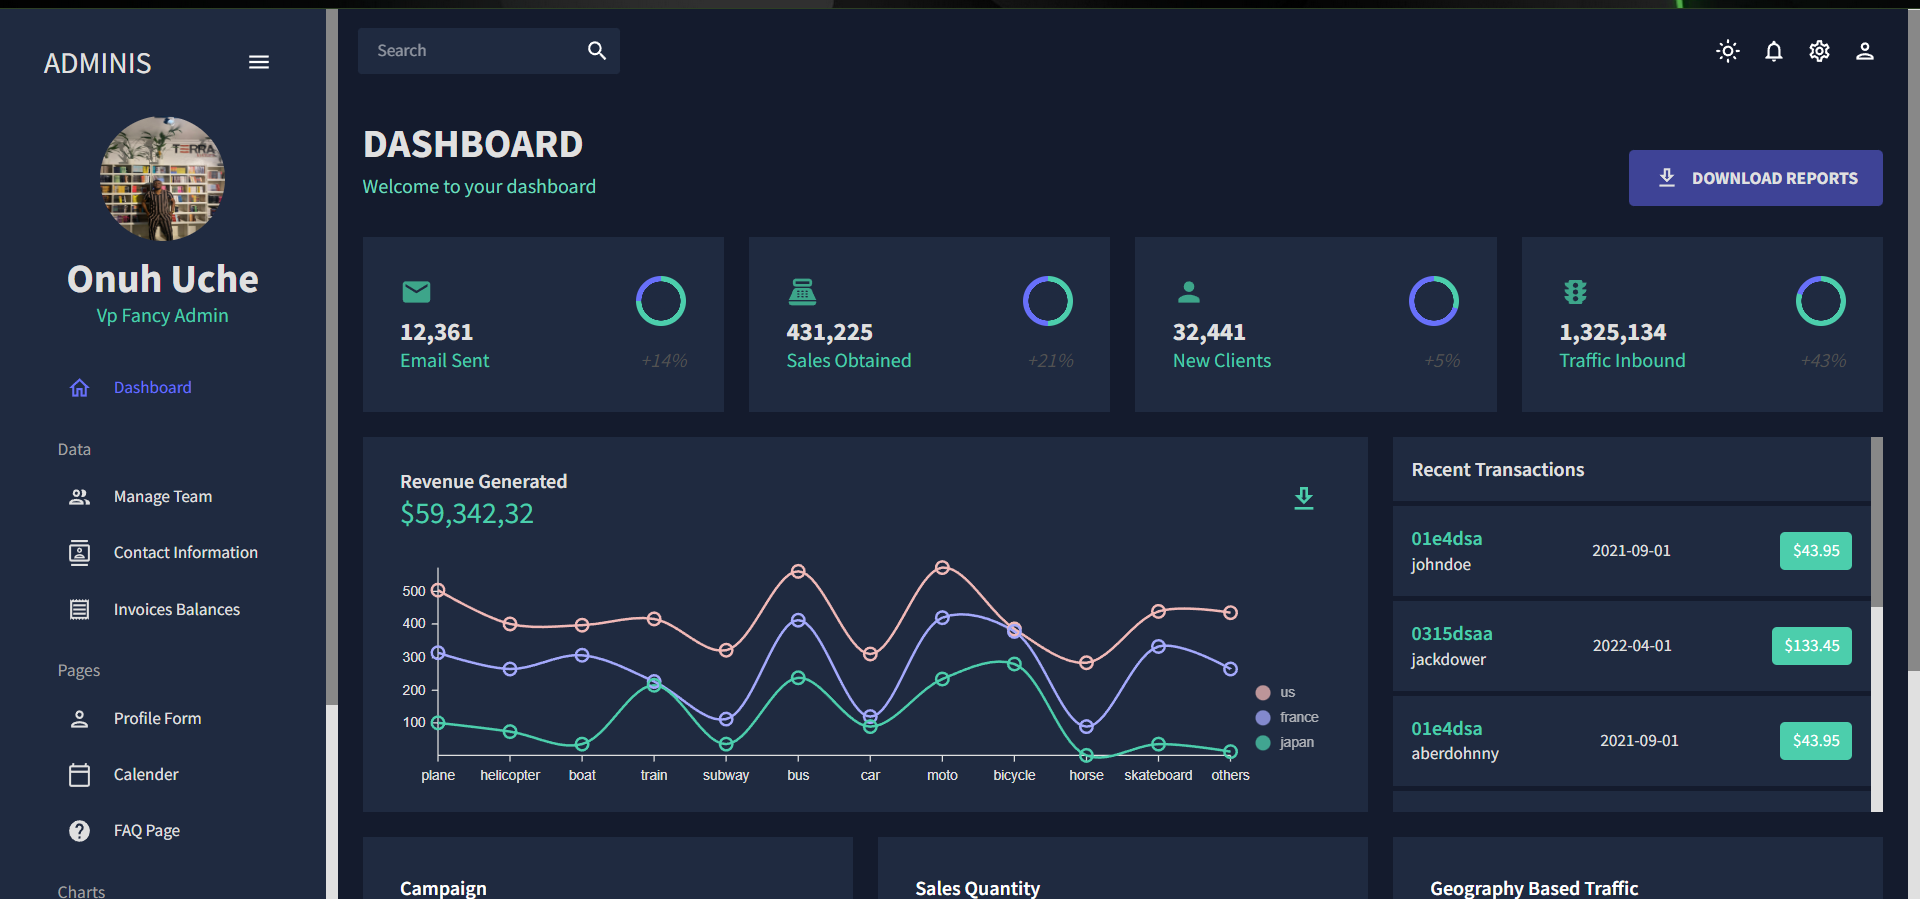 ADMINIS
TERRA
Onuh Uche
Vp Fancy Admin
Dashboard
Data
Manage Team
Contact Information
Invoices Balances
Pages
Profile Form
Calender
FAQ Page
Charts
Search
DASHBOARD
Welcome to your dashboard
DOWNLOAD REPORTS
12,361
Email Sent
+14%
431,225
Sales Obtained
+21%
32,441
New Clients
+5%
1,325,134
Traffic Inbound
+43%
Revenue Generated
$59,342,32
500
400
300
200
100
plane helicopter boat train subway bus car moto bicycle horse skateboard others
us
france
japan
Recent Transactions
01e4dsa
johndoe
2021-09-01
$43.95
0315dsaa
jackdower
2022-04-01
$133.45
01e4dsa
aberdohnny
2021-09-01
$43.95
Campaign
Sales Quantity
Geography Based Traffic